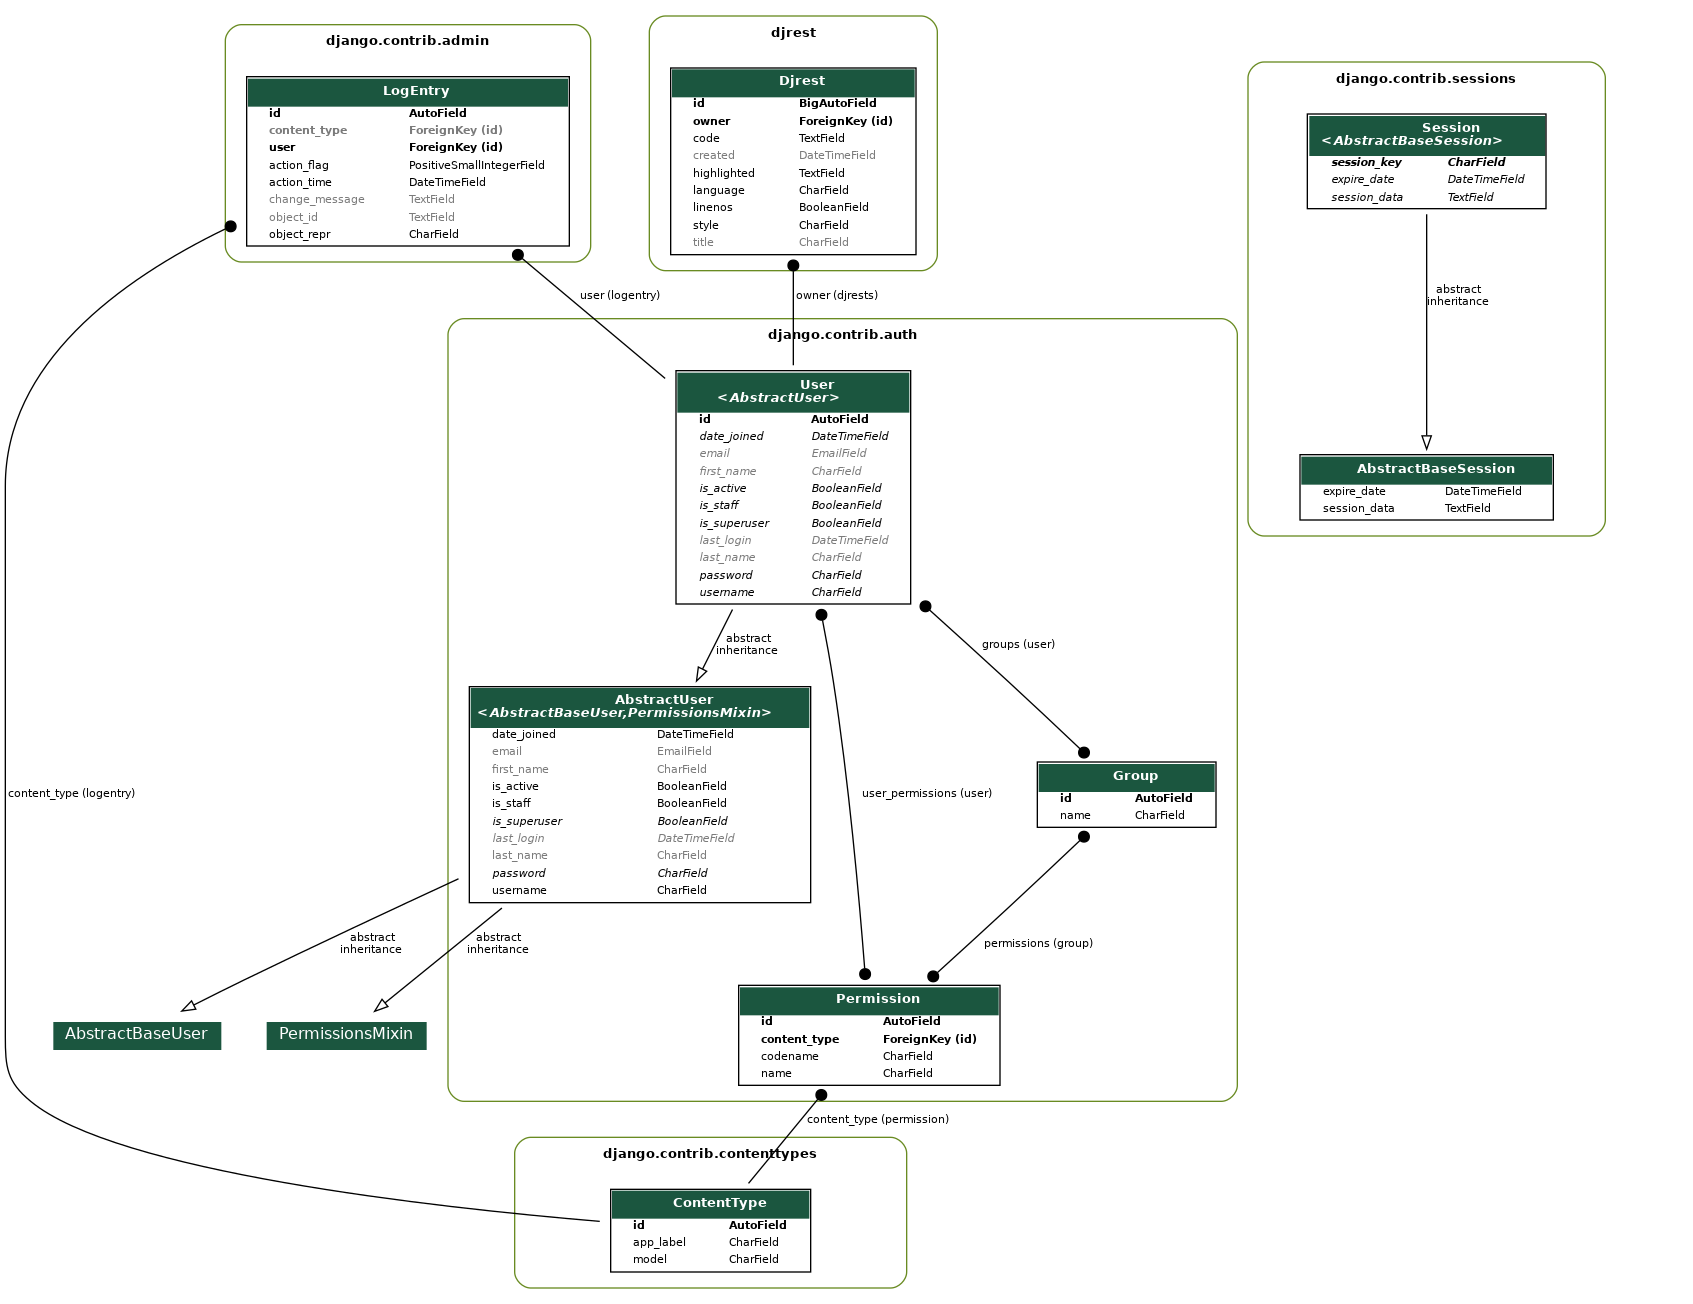 django.contrib.admin
LogEntry
id AutoField
content_type ForeignKey (id)
user ForeignKey (id)
action_flag PositiveSmallIntegerField
action_time DateTimeField
change_message TextField
object_id TextField
object_repr CharField
djrest
Djrest
id BigAutoField
owner ForeignKey (id)
code TextField
created DateTimeField
highlighted TextField
language CharField
linenos BooleanField
style CharField
title CharField
django.contrib.sessions
Session
<AbstractBaseSession>
session_key CharField
expire_date DateTimeField
session_data TextField
abstract
inheritance
AbstractBaseSession
expire_date DateTimeField
session_data TextField
user (logentry)
owner (djrests)
django.contrib.auth
User
<AbstractUser>
id AutoField
date_joined DateTimeField
email EmailField
first_name CharField
is_active BooleanField
is_staff BooleanField
is_superuser BooleanField
last_login DateTimeField
last_name CharField
password CharField
username CharField
abstract
inheritance
groups (user)
AbstractUser
<AbstractBaseUser,PermissionsMixin>
date_joined DateTimeField
email EmailField
first_name CharField
is_active BooleanField
is_staff BooleanField
is_superuser BooleanField
last_login DateTimeField
last_name CharField
password CharField
username CharField
user_permissions (user)
Group
id AutoField
name CharField
content_type (logentry)
abstract
inheritance
abstract
inheritance
permissions (group)
AbstractBaseUser
PermissionsMixin
Permission
id AutoField
content_type ForeignKey (id)
codename CharField
name CharField
content_type (permission)
django.contrib.contenttypes
ContentType
id AutoField
app_label CharField
model CharField